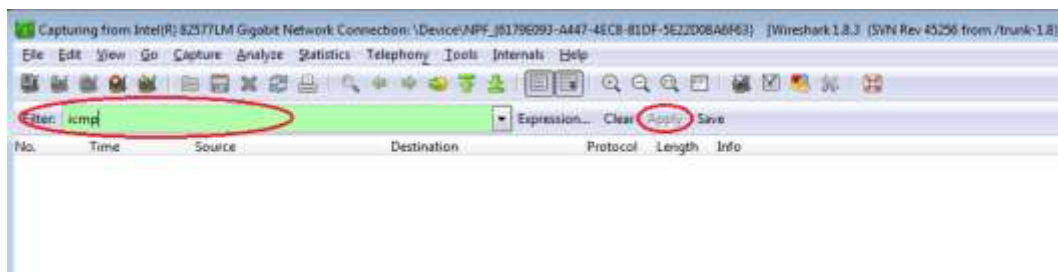 Capturing from Intel(R) 82577LM Gigabit Network Connection: \Device\NPF_{6179E093-A447-4EC8-81DF-5E22D08A6F63} [Wireshark 1.8.3 (SVN Rev 45256 from /trunk-1.8)
File Edit View Go Capture Analyze Statistics Telephony Tools Internals Help
Filter: icmp Expression... Clear Apply Save
No. Time Source Destination Protocol Length Info